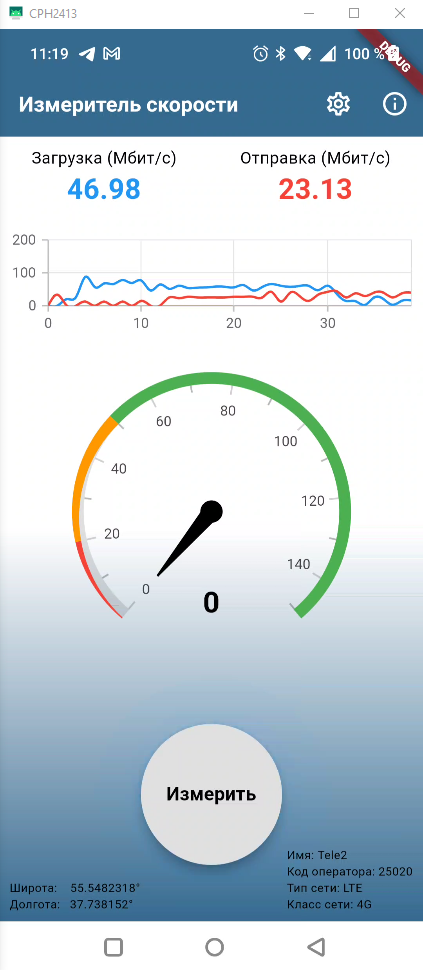 CPH2413
11:19 100 %
DEBUG
Измеритель скорости
Загрузка (Мбит/с) Отправка (Мбит/с)
46.98 23.13
200
100
0
0 10 20 30
80
60
100
40
120
20
140
0
0
Измерить
Имя: Tele2
Код оператора: 25020
Широта: 55.5482318° Тип сети: LTE
Долгота: 37.738152° Класс сети: 4G